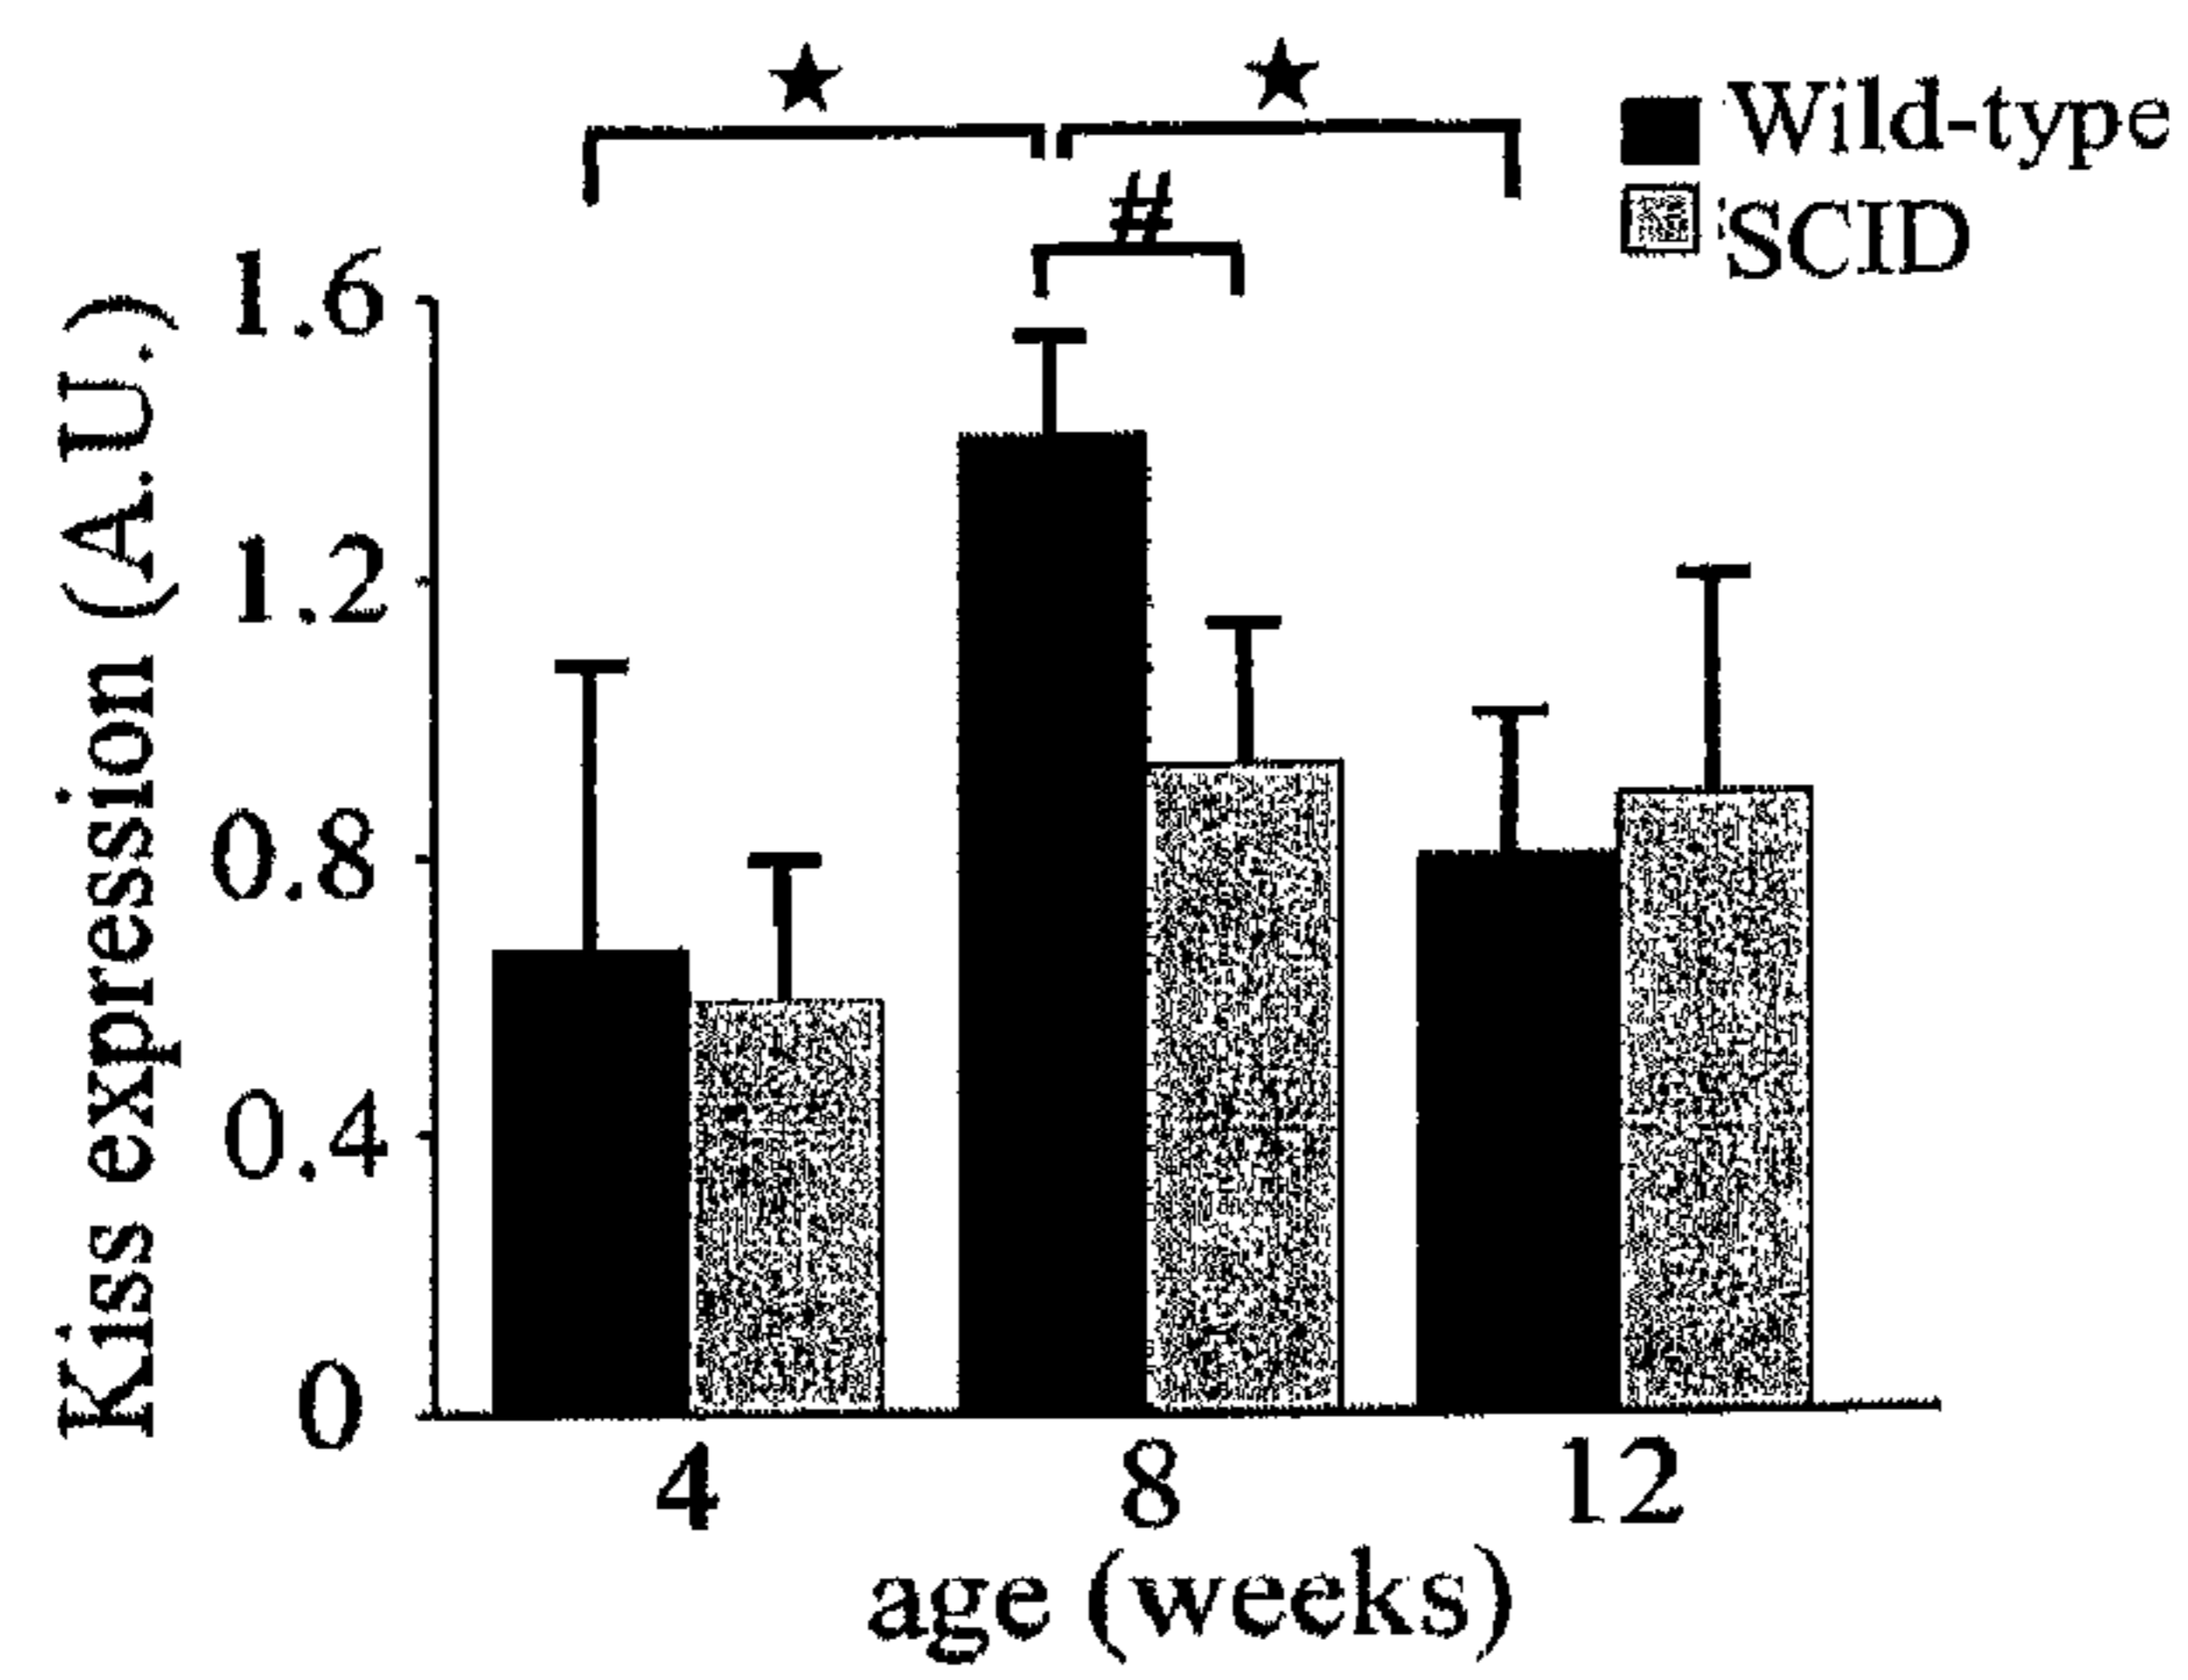 ★ ★
Wild-type
SCID
#
Kiss expression (A.U.)
1.6
1.2
0.8
0.4
0
4 8 12
age (weeks)